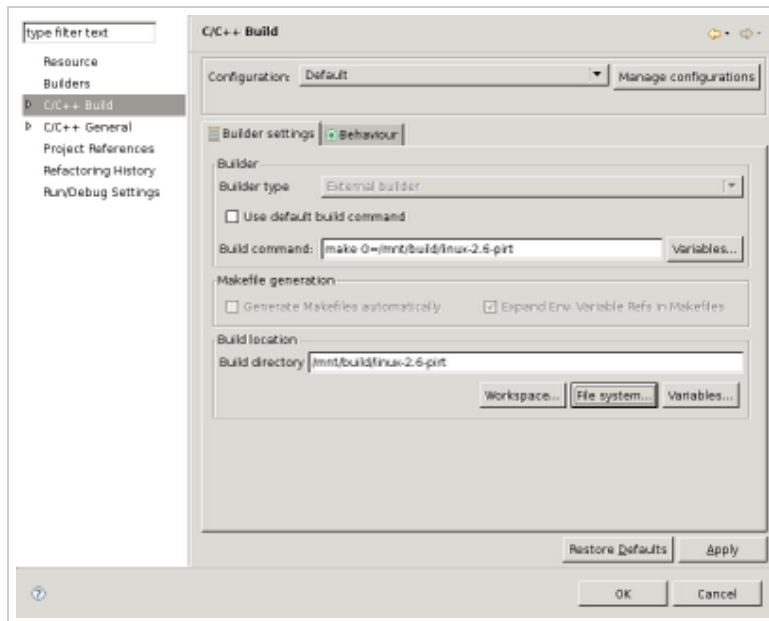 type filter text
Resource
Builders
C/C++ Build
C/C++ General
Project References
Refactoring History
Run/Debug Settings
C/C++ Build
Configuration: Default Manage configurations
Builder settings Behaviour
Builder
Builder type External builder
Use default build command
Build command: make O=/mnt/build/linux-2.6-pirt Variables...
Makefile generation
Generate Makefiles automatically Expand Env. Variable Refs in Makefiles
Build location
Build directory /mnt/build/linux-2.6-pirt
Workspace... File system... Variables...
Restore Defaults Apply
OK Cancel